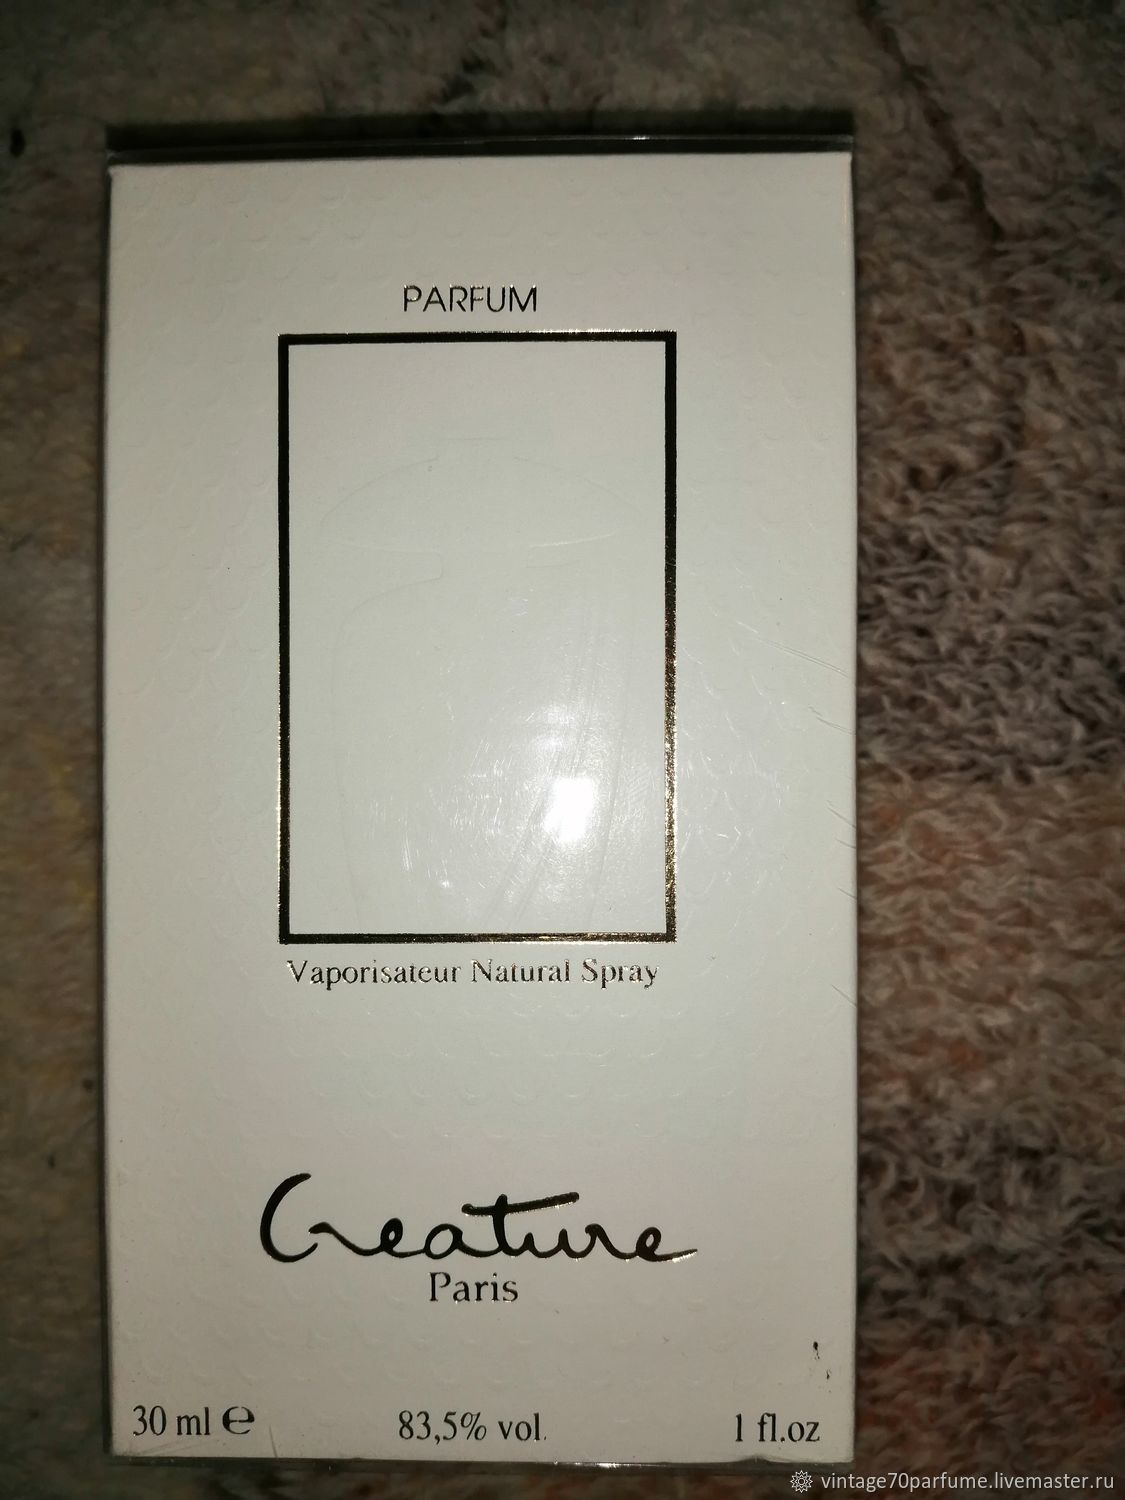 PARFUM
Vaporisateur Natural Spray
Creature
Paris
30 ml ℮ 83,5% vol. 1 fl.oz
vintage70parfume.livemaster.ru